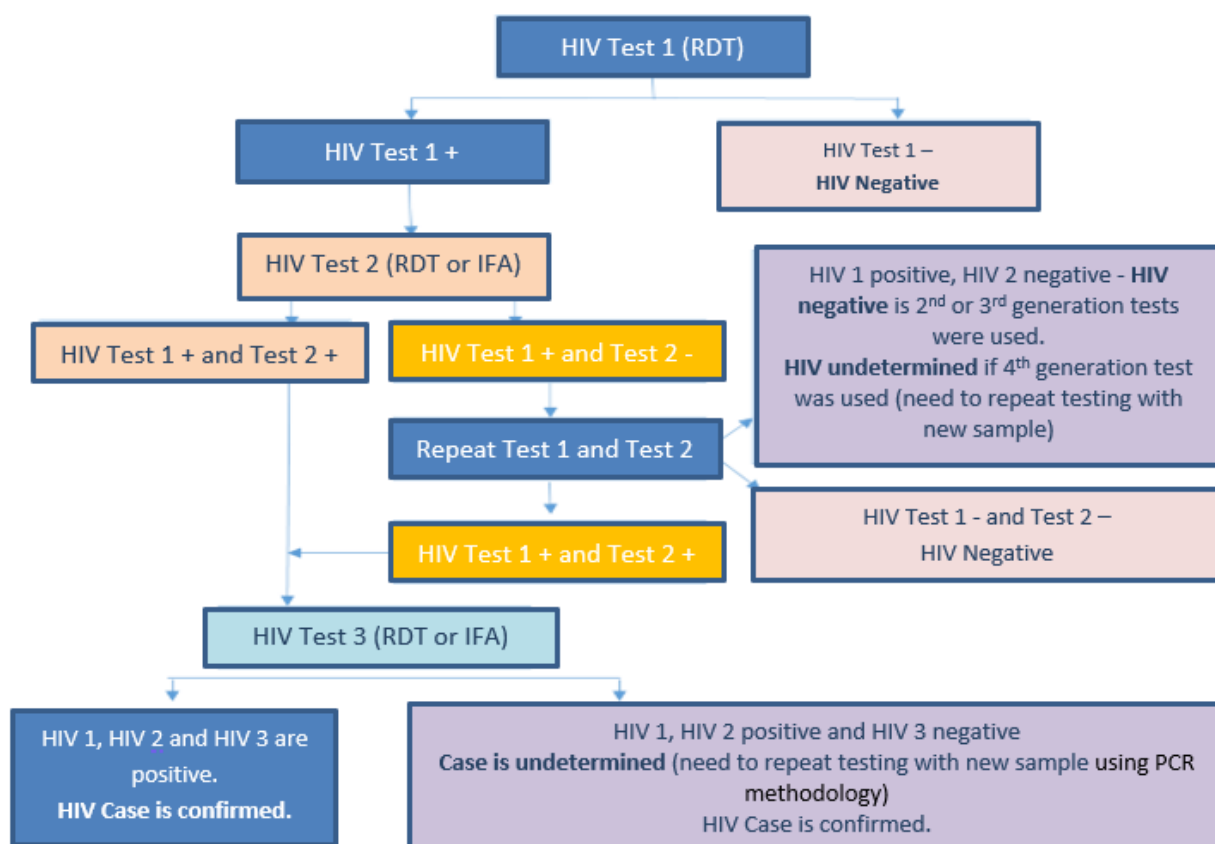 HIV Test 1 (RDT)
HIV Test 1 +
HIV Test 1 –
HIV Negative
HIV Test 2 (RDT or IFA)
HIV Test 1 + and Test 2 +
HIV Test 1 + and Test 2 -
HIV 1 positive, HIV 2 negative - HIV
negative is 2nd or 3rd generation tests
were used.
HIV undetermined if 4th generation test
was used (need to repeat testing with
new sample)
Repeat Test 1 and Test 2
HIV Test 1 - and Test 2 –
HIV Negative
HIV Test 1 + and Test 2 +
HIV Test 3 (RDT or IFA)
HIV 1, HIV 2 and HIV 3 are
positive.
HIV Case is confirmed.
HIV 1, HIV 2 positive and HIV 3 negative
Case is undetermined (need to repeat testing with new sample using PCR
methodology)
HIV Case is confirmed.